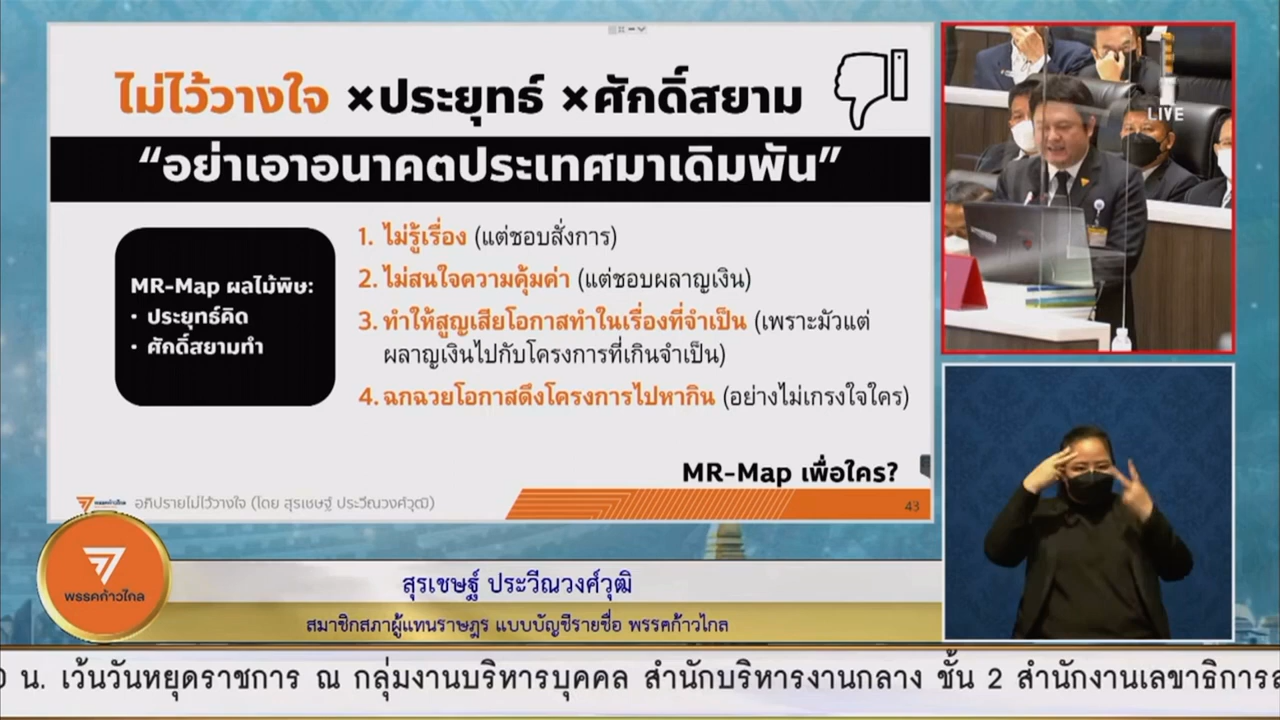 ไม่ไว้วางใจ ×ประยุทธ์ ×ศักดิ์สยาม
“อย่าเอาอนาคตประเทศมาเดิมพัน”
MR-Map ผลไม้พิษ:
• ประยุทธ์คิด
• ศักดิ์สยามทำ
1. ไม่รู้เรื่อง (แต่ชอบสั่งการ)
2. ไม่สนใจความคุ้มค่า (แต่ชอบผลาญเงิน)
3. ทำให้สูญเสียโอกาสทำในเรื่องที่จำเป็น (เพราะมัวแต่
ผลาญเงินไปกับโครงการที่เกินจำเป็น)
4. ฉกฉวยโอกาสดึงโครงการไปหากิน (อย่างไม่เกรงใจใคร)
MR-Map เพื่อใคร?
พรรคก้าวไกล อภิปรายไม่ไว้วางใจ (โดย สุรเชษฐ์ ประวีณวงศ์วุฒิ)
43
LIVE
พรรคก้าวไกล
สุรเชษฐ์ ประวีณวงศ์วุฒิ
สมาชิกสภาผู้แทนราษฎร แบบบัญชีรายชื่อ พรรคก้าวไกล
น. เว้นวันหยุดราชการ ณ กลุ่มงานบริหารบุคคล สำนักบริหารงานกลาง ชั้น 2 สำนักงานเลขาธิการ